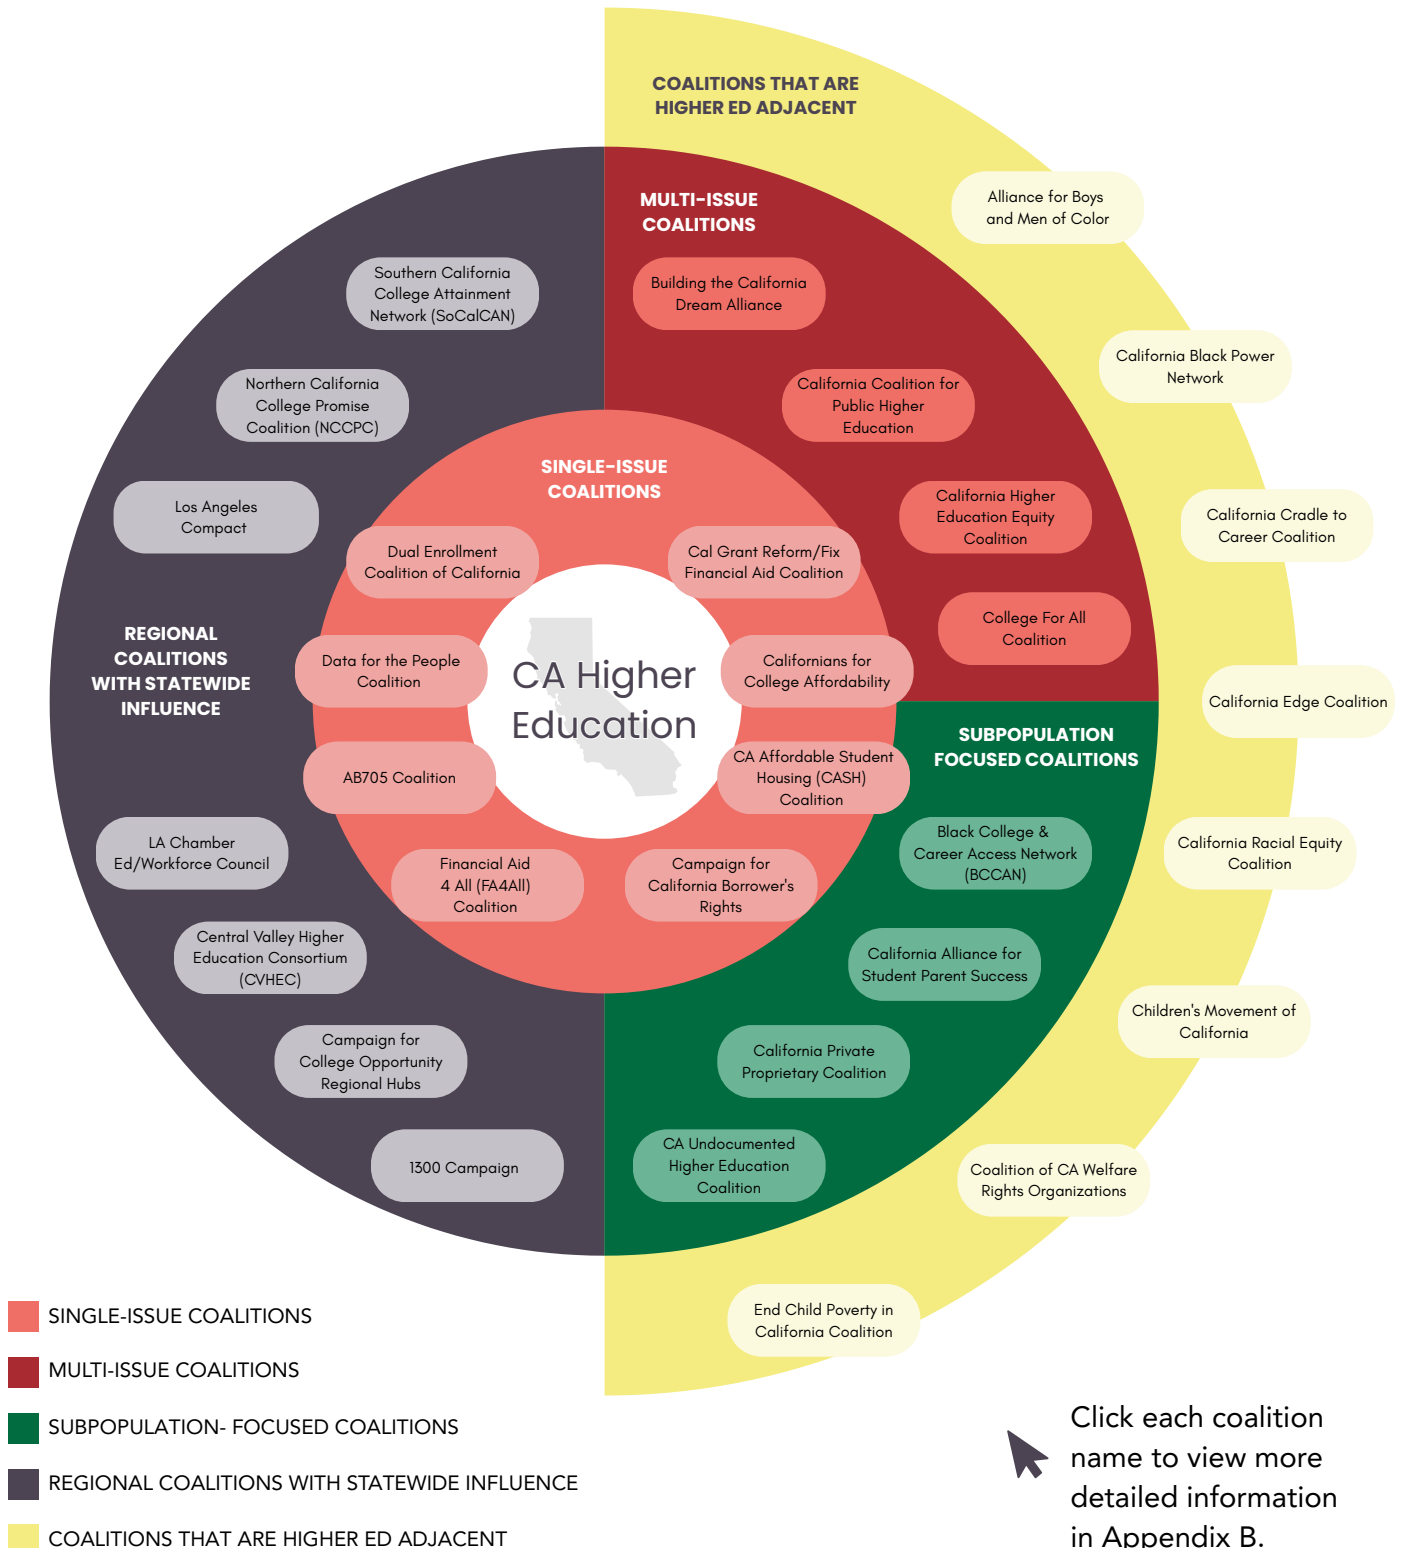 COALITIONS THAT ARE
HIGHER ED ADJACENT
Alliance for Boys
and Men of Color
California Black Power
Network
California Cradle to
Career Coalition
California Edge Coalition
California Racial Equity
Coalition
Children's Movement of
California
Coalition of CA Welfare
Rights Organizations
End Child Poverty in
California Coalition
MULTI-ISSUE
COALITIONS
Building the California
Dream Alliance
California Coalition for
Public Higher
Education
California Higher
Education Equity
Coalition
College For All
Coalition
SUBPOPULATION
FOCUSED COALITIONS
Black College &
Career Access Network
(BCCAN)
California Alliance for
Student Parent Success
California Private
Proprietary Coalition
CA Undocumented
Higher Education
Coalition
Southern California
College Attainment
Network (SoCalCAN)
Northern California
College Promise
Coalition (NCCPC)
Los Angeles
Compact
REGIONAL
COALITIONS
WITH STATEWIDE
INFLUENCE
LA Chamber
Ed/Workforce Council
Central Valley Higher
Education Consortium
(CVHEC)
Campaign for
College Opportunity
Regional Hubs
1300 Campaign
SINGLE-ISSUE
COALITIONS
Dual Enrollment
Coalition of California
Cal Grant Reform/Fix
Financial Aid Coalition
Data for the People
Coalition
Californians for
College Affordability
AB705 Coalition
CA Affordable Student
Housing (CASH)
Coalition
Financial Aid
4 All (FA4All)
Coalition
Campaign for
California Borrower's
Rights
CA Higher
Education
SINGLE-ISSUE COALITIONS
MULTI-ISSUE COALITIONS
SUBPOPULATION- FOCUSED COALITIONS
REGIONAL COALITIONS WITH STATEWIDE INFLUENCE
COALITIONS THAT ARE HIGHER ED ADJACENT
Click each coalition
name to view more
detailed information
in Appendix B.